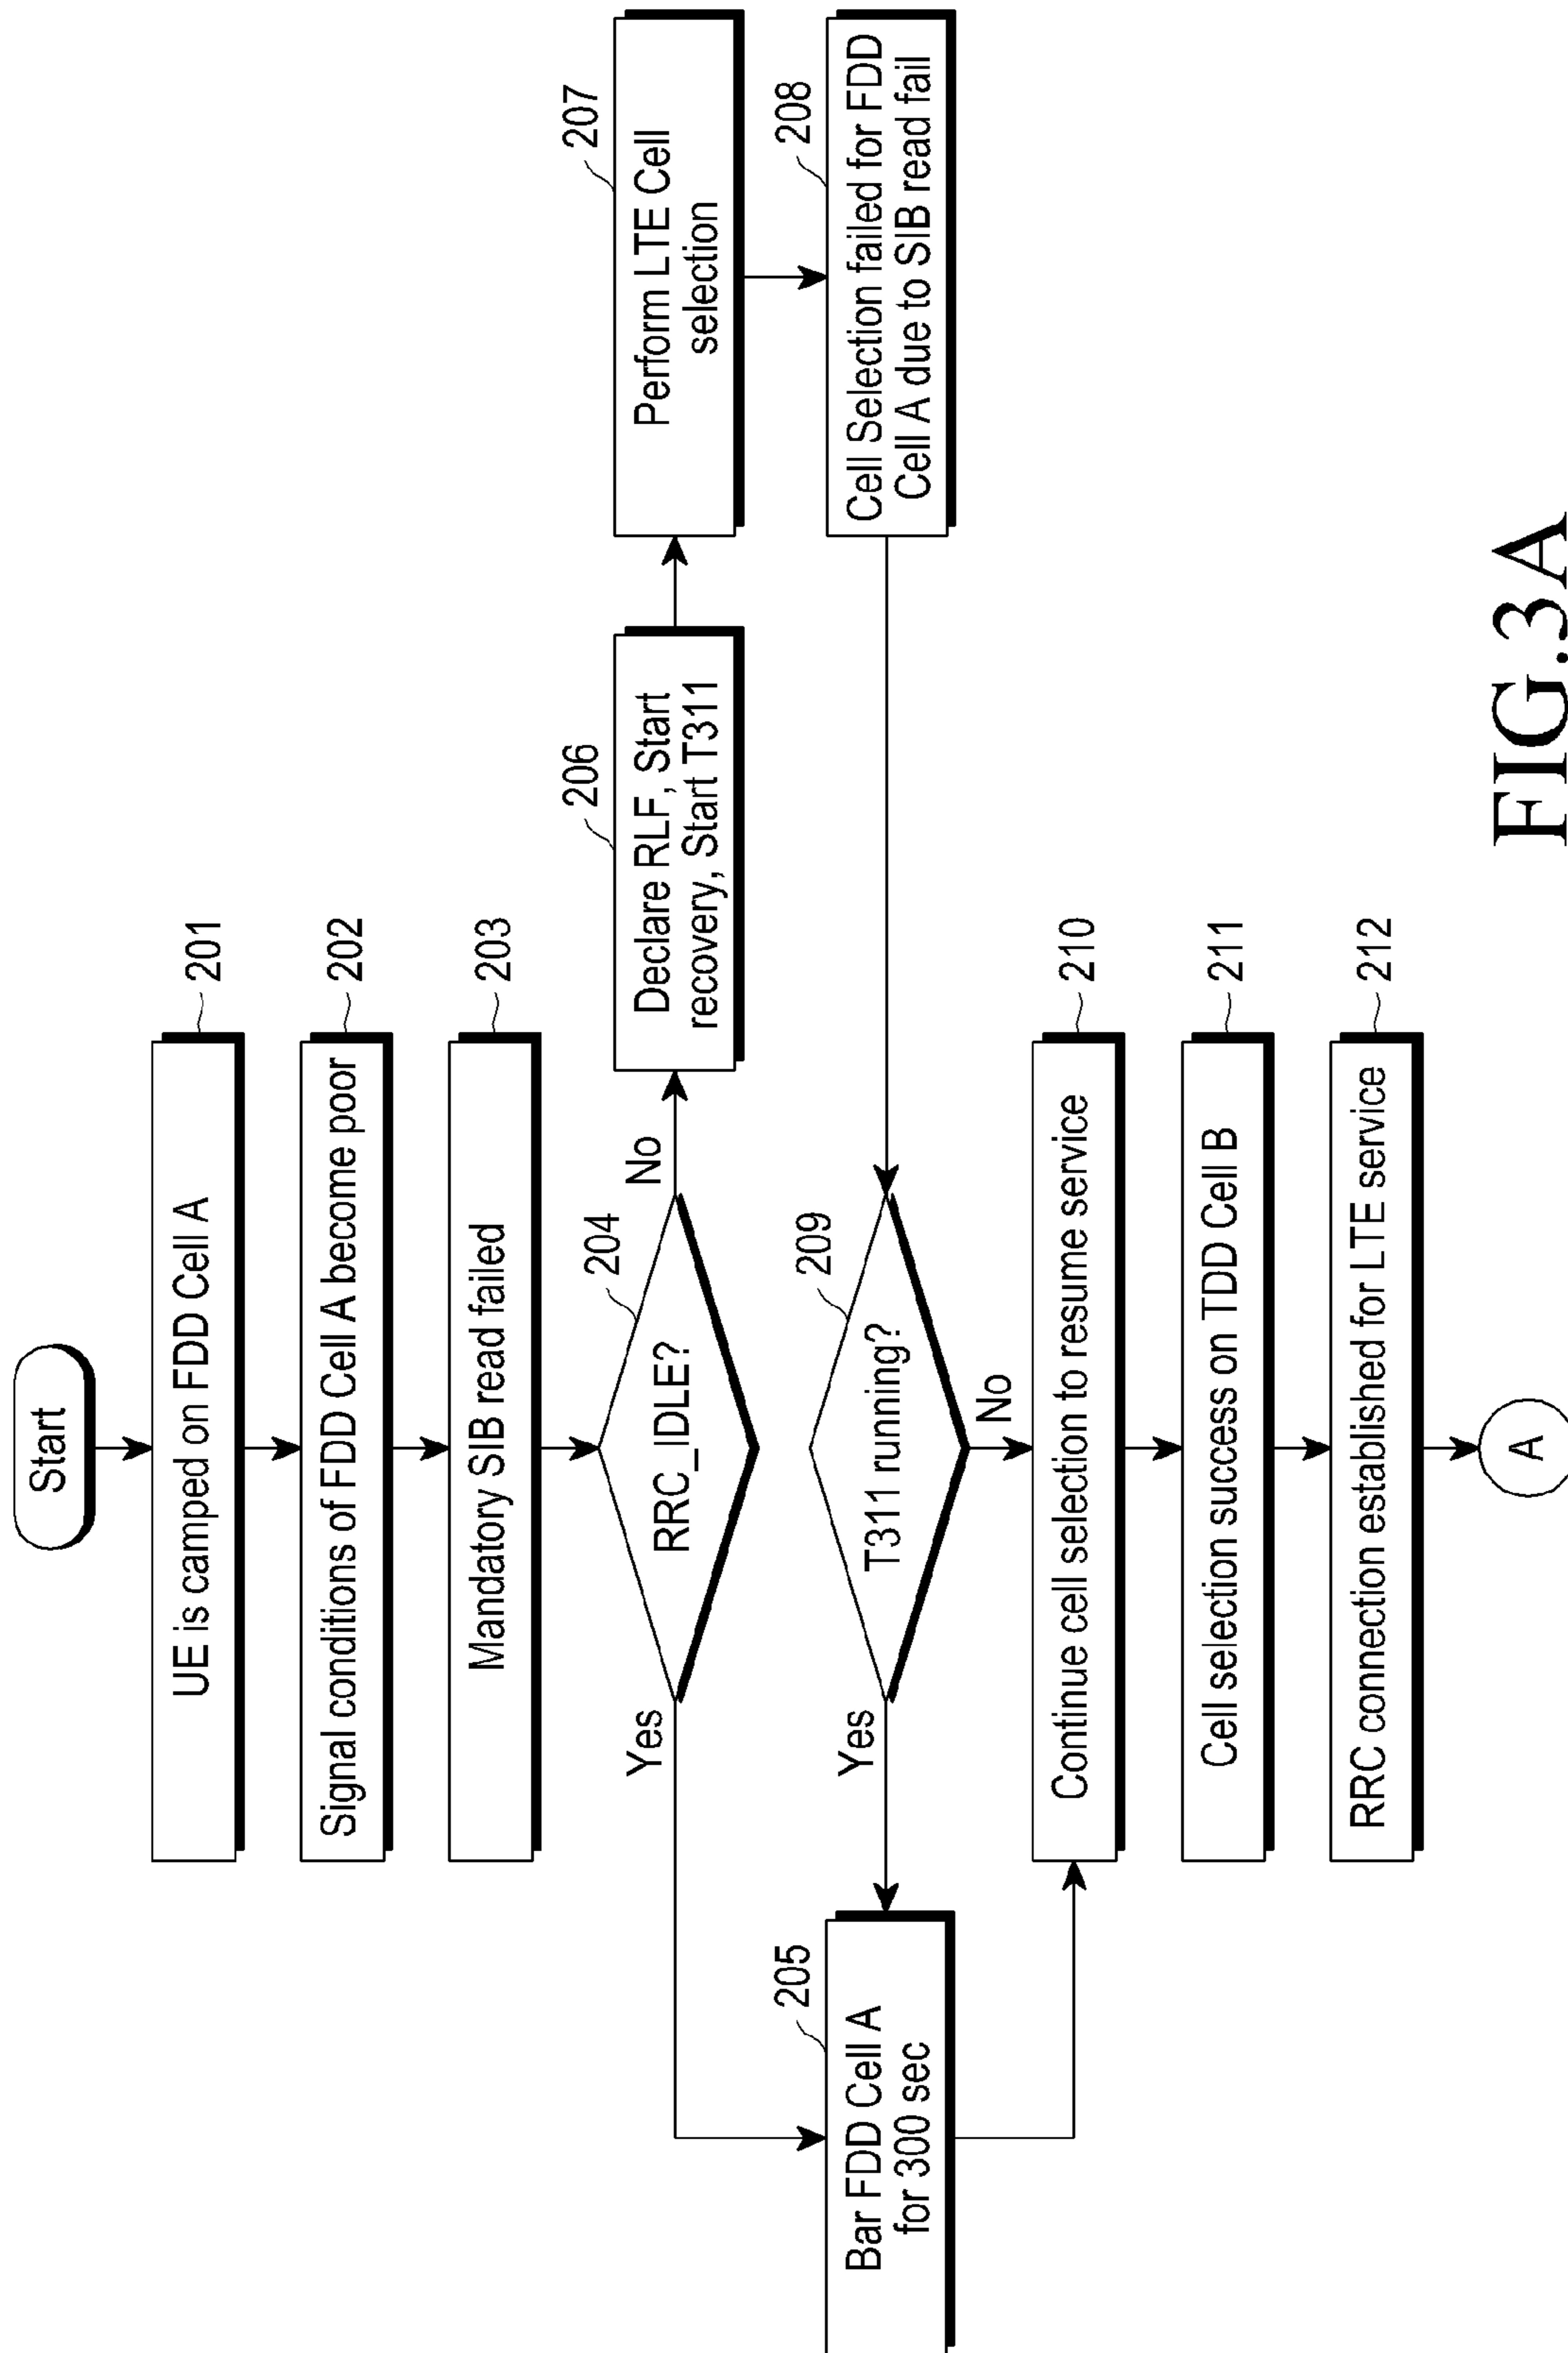 Start
UE is camped on FDD Cell A
201
Signal conditions of FDD Cell A become poor
202
Mandatory SIB read failed
203
RRC_IDLE?
204
Yes
No
Bar FDD Cell A
for 300 sec
205
Declare RLF, Start
recovery, Start T311
206
Perform LTE Cell
selection
207
Cell Selection failed for FDD
Cell A due to SIB read fail
208
T311 running?
209
Yes
No
Continue cell selection to resume service
210
Cell selection success on TDD Cell B
211
RRC connection established for LTE service
212
A
FIG.3A